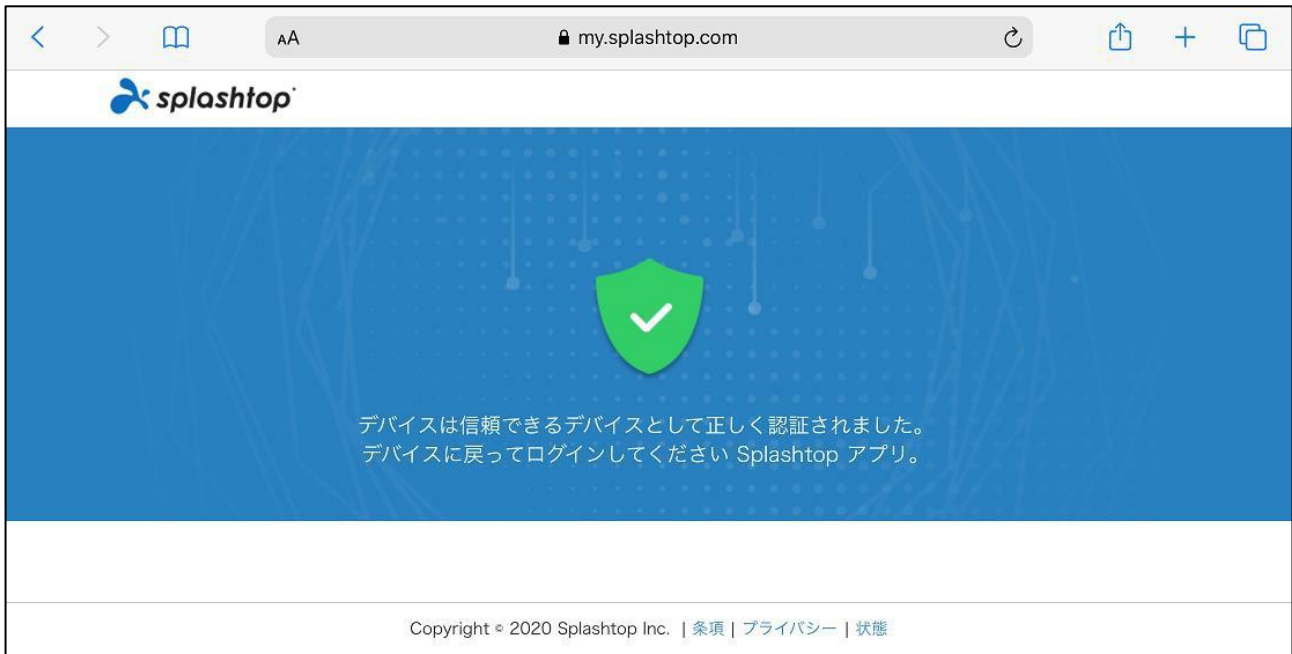 AA my.splashtop.com
splashtop
デバイスは信頼できるデバイスとして正しく認証されました。
デバイスに戻ってログインしてください Splashtop アプリ。
Copyright © 2020 Splashtop Inc. | 条項 | プライバシー | 状態